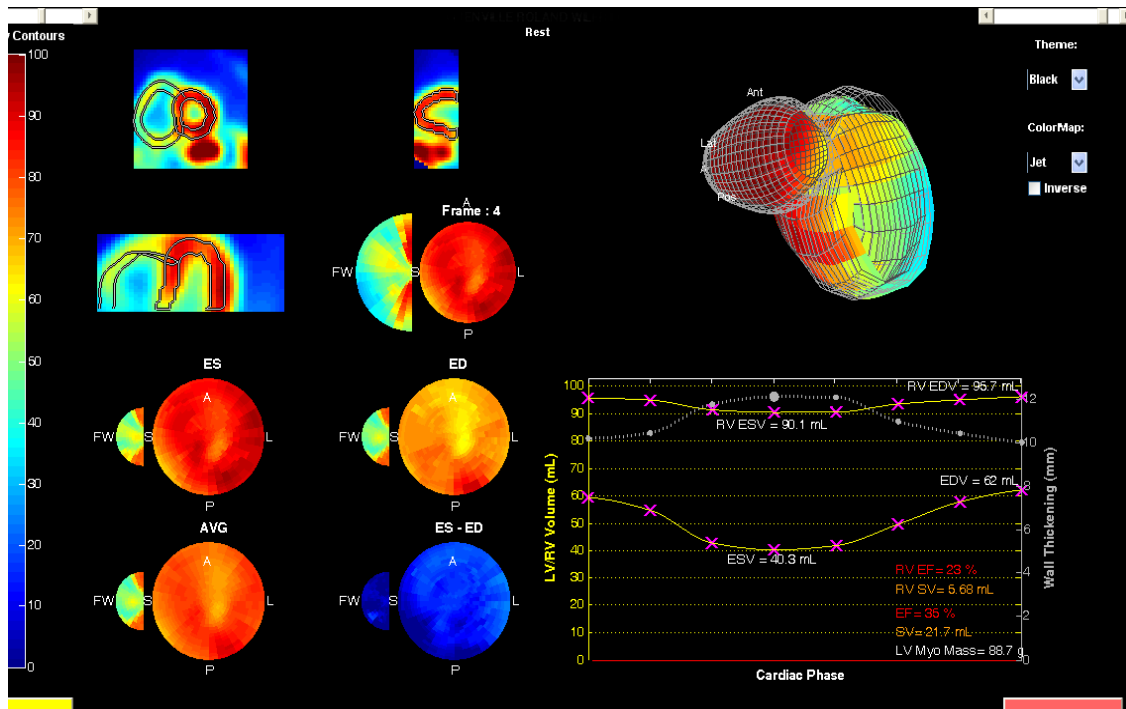 Rest
y Contours
100
90
80
70
60
50
40
30
20
10
0
Frame : 4
A
FW
S
L
P
ES
A
FW
S
L
P
ED
A
FW
S
L
P
AVG
A
FW
S
L
P
ES - ED
A
FW
S
L
P
Ant
Lat
A
Pos
Theme:
Black
ColorMap:
Jet
Inverse
100
90
80
70
60
50
40
30
20
10
0
LV/RV Volume (mL)
RV EDV = 95.7 mL
RV ESV = 90.1 mL
EDV = 62 mL
ESV = 40.3 mL
RV EF= 23 %
RV SV= 5.68 mL
EF= 35 %
SV= 21.7 mL
LV Myo Mass= 88.7 g
12
10
8
6
4
2
0
Wall Thickening (mm)
Cardiac Phase